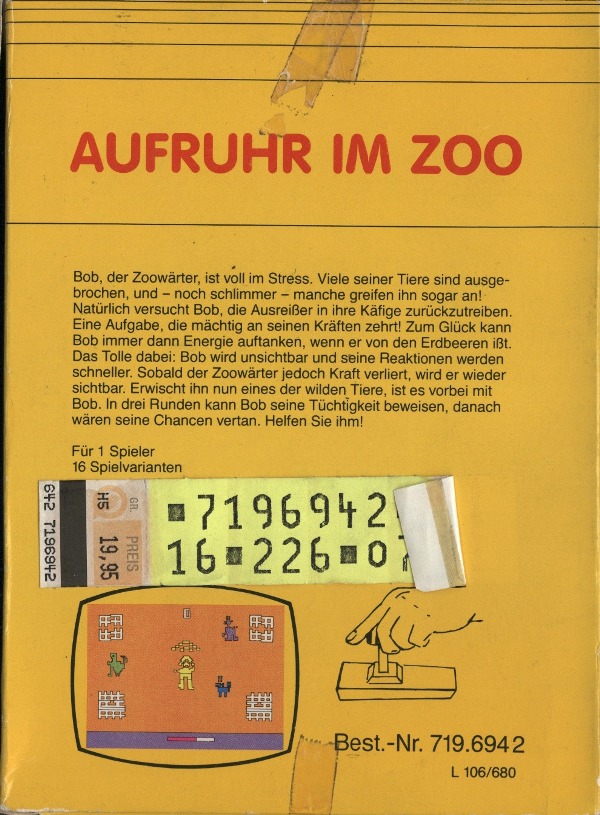 AUFRUHR IM ZOO
Bob, der Zoowärter, ist voll im Stress. Viele seiner Tiere sind ausge-
brochen, und – noch schlimmer – manche greifen ihn sogar an!
Natürlich versucht Bob, die Ausreißer in ihre Käfige zurückzutreiben.
Eine Aufgabe, die mächtig an seinen Kräften zehrt! Zum Glück kann
Bob immer dann Energie auftanken, wenn er von den Erdbeeren ißt.
Das Tolle dabei: Bob wird unsichtbar und seine Reaktionen werden
schneller. Sobald der Zoowärter jedoch Kraft verliert, wird er wieder
sichtbar. Erwischt ihn nun eines der wilden Tiere, ist es vorbei mit
Bob. In drei Runden kann Bob seine Tüchtigkeit beweisen, danach
wären seine Chancen vertan. Helfen Sie ihm!
Für 1 Spieler
16 Spielvarianten
642 7196942
HS
GR.
19,95
PREIS
7196942
16 226 07
Best.-Nr. 719.6942
L 106/680